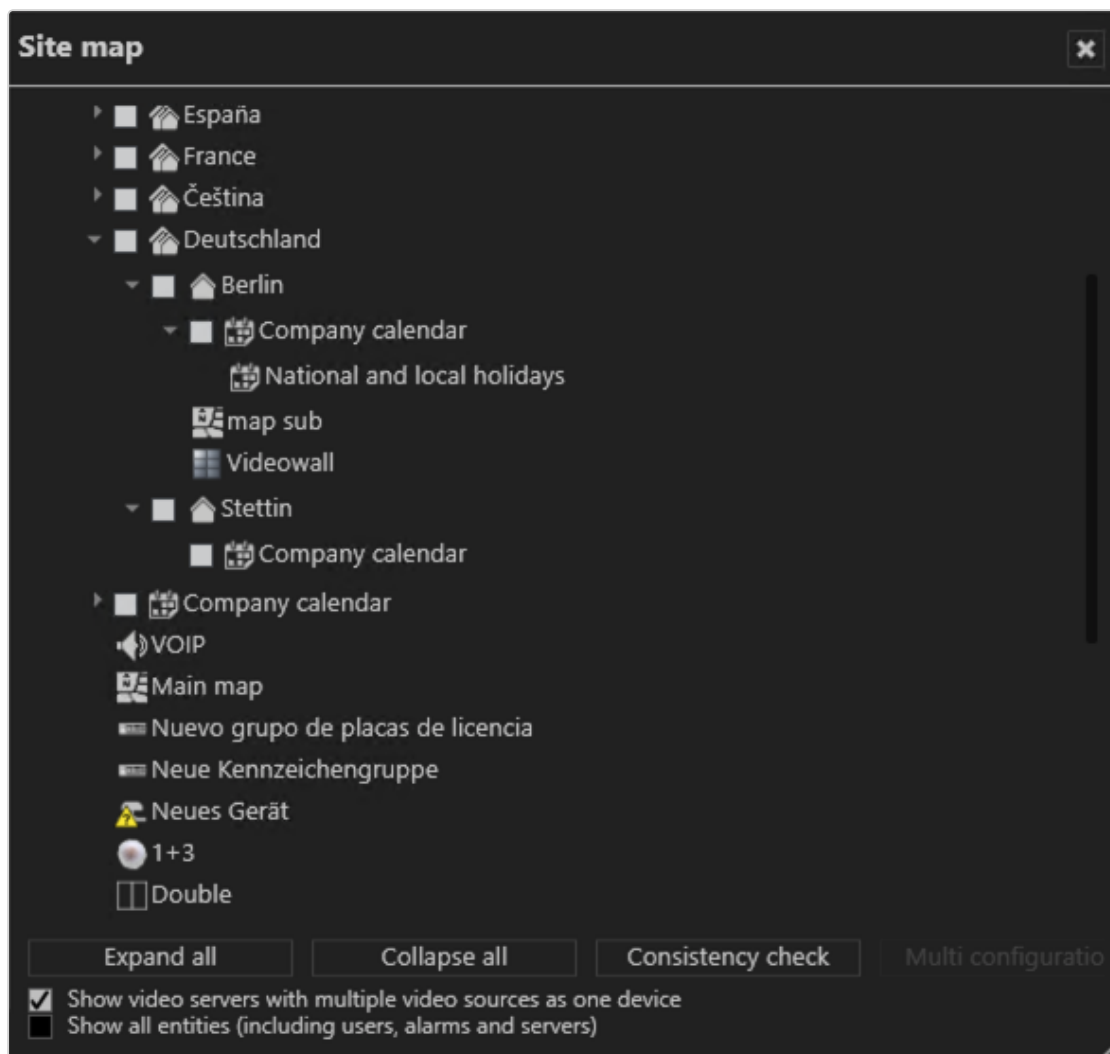 Site map
España
France
Čeština
Deutschland
Berlin
Company calendar
National and local holidays
map sub
Videowall
Stettin
Company calendar
Company calendar
VOIP
Main map
Nuevo grupo de placas de licencia
Neue Kennzeichengruppe
Neues Gerät
1+3
Double
Expand all Collapse all Consistency check Multi configuratio
Show video servers with multiple video sources as one device
Show all entities (including users, alarms and servers)